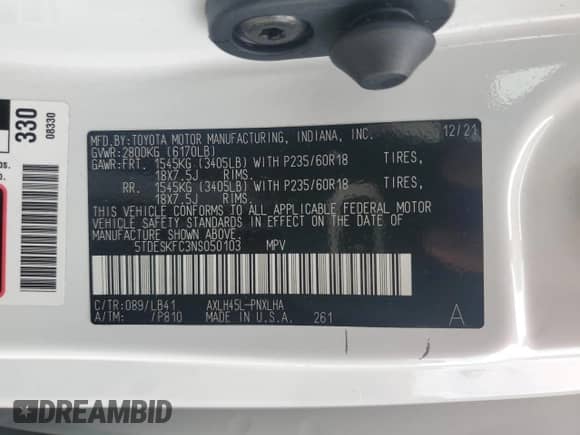 330
08330
os.
MFD.BY:TOYOTA MOTOR MANUFACTURING, INDIANA, INC. 12/21
GVWR:2800KG (6170LB)
GAWR:FRT. 1545KG (3405LB) WITH P235/60R18 TIRES,
18X7.5J RIMS.
RR. 1545KG (3405LB) WITH P235/60R18 TIRES,
18X7.5J RIMS.
THIS VEHICLE CONFORMS TO ALL APPLICABLE FEDERAL MOTOR
VEHICLE SAFETY STANDARDS IN EFFECT ON THE DATE OF
MANUFACTURE SHOWN ABOVE.
5TDESKFC3NS050103 MPV
C/TR:089/LB41 AXLH45L-PNXLHA
A/TM: /P810 MADE IN U.S.A. 261
A
DREAMBID